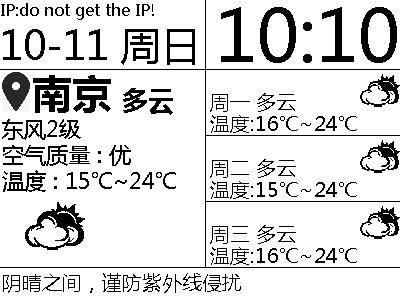 IP:do not get the IP!
10-11 周日
10:10
南京 多云
东风2级
空气质量：优
温度：15℃~24℃
周一 多云
温度:16℃~24℃
周二 多云
温度:15℃~24℃
周三 多云
温度:16℃~24℃
阴晴之间，谨防紫外线侵扰